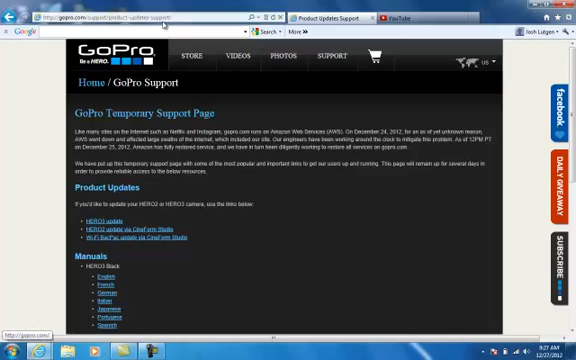 http://gopro.com/support/product-updates-support/
Product Updates Support
YouTube
Google
Search
More »
Josh Lutgen
GoPro
Be a HERO.
STORE
VIDEOS
PHOTOS
SUPPORT
US
Home / GoPro Support
GoPro Temporary Support Page
Like many sites on the Internet such as Netflix and Instagram, gopro.com runs on Amazon Web Services (AWS). On December 24, 2012, for an as of yet unknown reason,
AWS went down and affected large swaths of the internet, which included our site. Our engineers have been working around the clock to mitigate this problem. As of 12PM PT
on December 25, 2012, Amazon has fully restored service, and we have in turn been diligently working to restore all services on gopro.com.
We have put up this temporary support page with some of the most popular and important links to get our users up and running. This page will remain up for several days in
order to provide reliable access to the below resources.
Product Updates
If you'd like to update your HERO2 or HERO3 camera, use the links below:
HERO3 update
HERO2 update via CineForm Studio
Wi-Fi BacPac update via CineForm Studio
Manuals
HERO3 Black
English
French
German
Italian
Japanese
Portuguese
Spanish
facebook
DAILY GIVEAWAY
SUBSCRIBE
http://gopro.com/
9:27 AM
12/27/2012